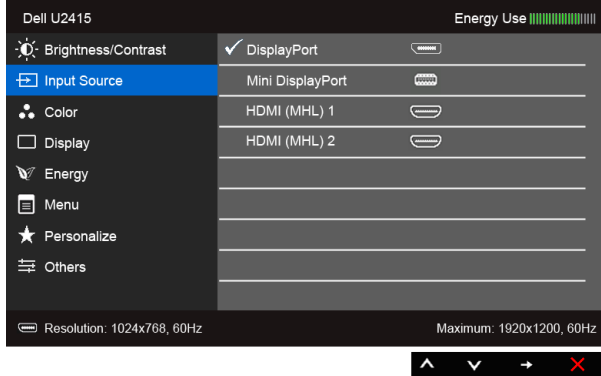 Dell U2415
Energy Use
Brightness/Contrast
DisplayPort
Input Source
Mini DisplayPort
Color
HDMI (MHL) 1
Display
HDMI (MHL) 2
Energy
Menu
Personalize
Others
Resolution: 1024x768, 60Hz
Maximum: 1920x1200, 60Hz